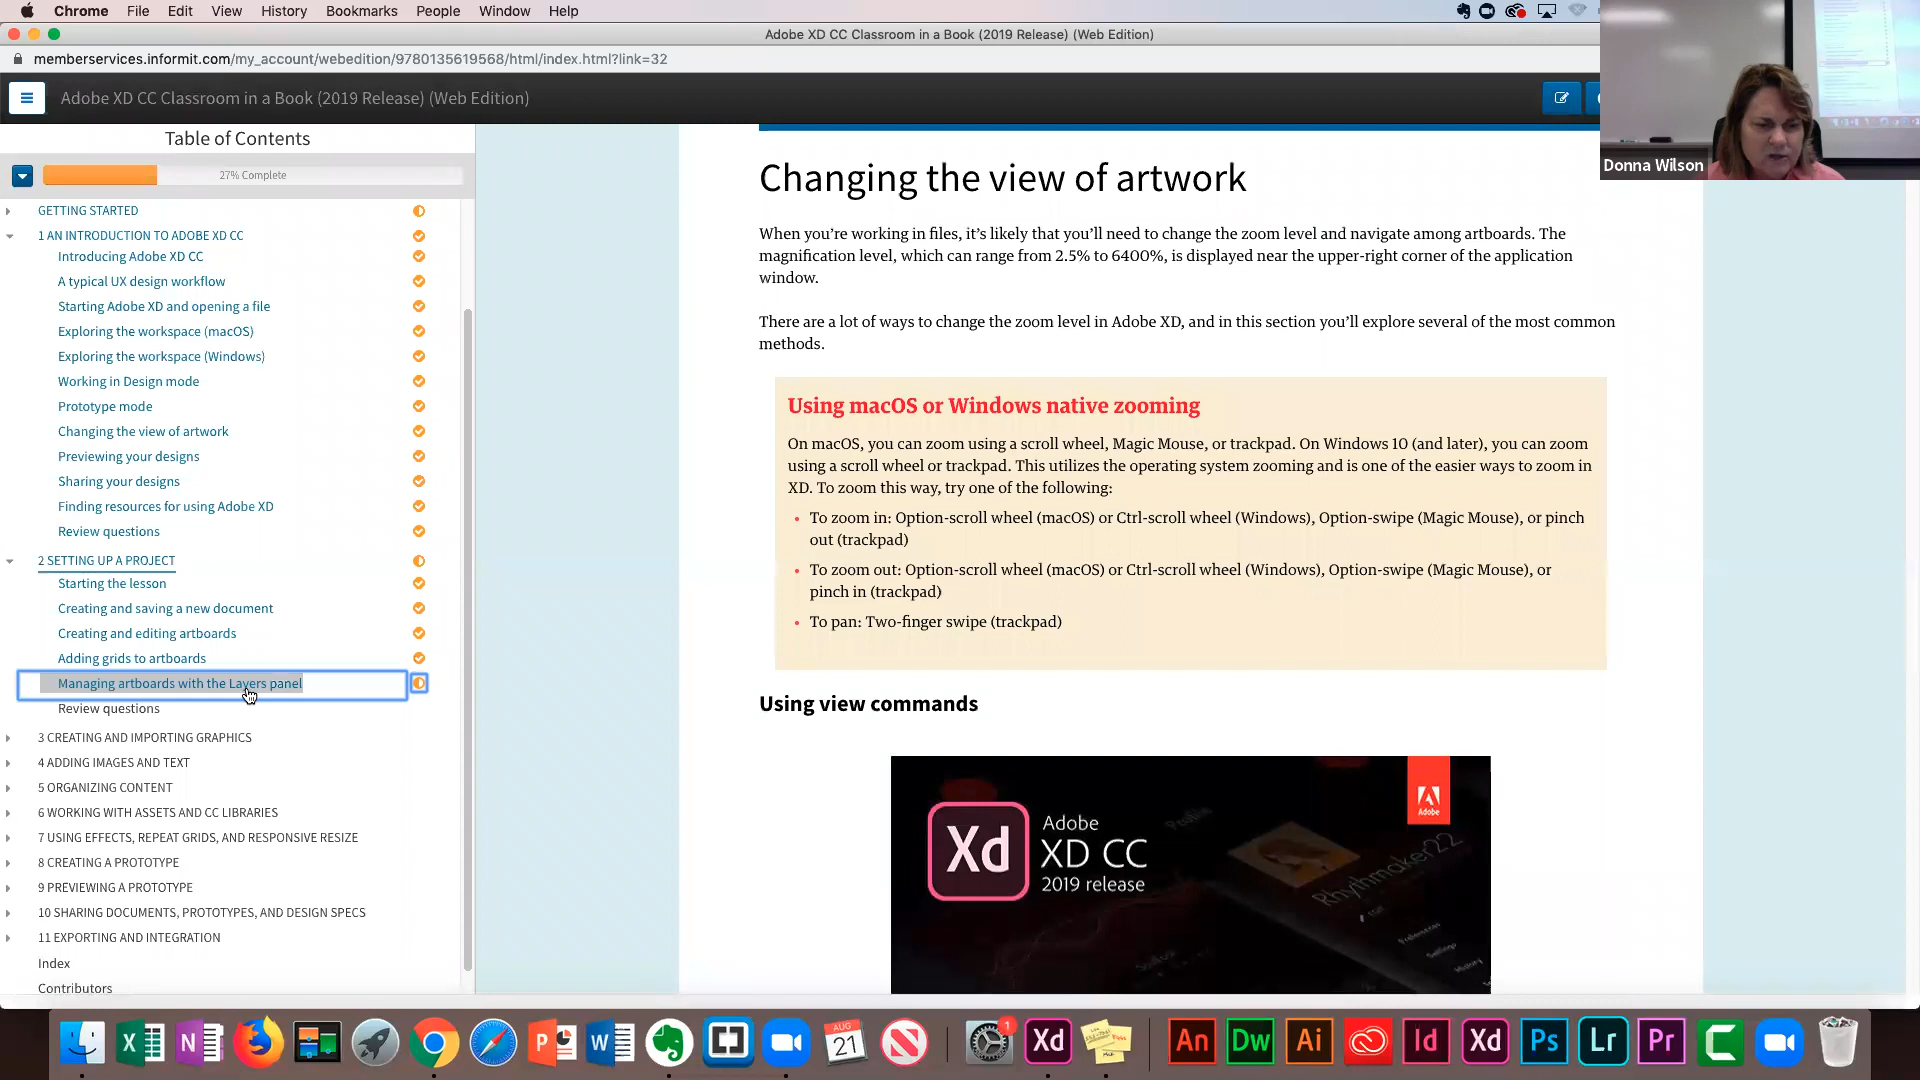 Chrome File Edit View History Bookmarks People Window Help
Adobe XD CC Classroom in a Book (2019 Release) (Web Edition)
memberservices.informit.com/my_account/webedition/9780135619568/html/index.html?link=32
Adobe XD CC Classroom in a Book (2019 Release) (Web Edition)
Donna Wilson
Table of Contents
27% Complete
GETTING STARTED
1 AN INTRODUCTION TO ADOBE XD CC
Introducing Adobe XD CC
A typical UX design workflow
Starting Adobe XD and opening a file
Exploring the workspace (macOS)
Exploring the workspace (Windows)
Working in Design mode
Prototype mode
Changing the view of artwork
Previewing your designs
Sharing your designs
Finding resources for using Adobe XD
Review questions
2 SETTING UP A PROJECT
Starting the lesson
Creating and saving a new document
Creating and editing artboards
Adding grids to artboards
Managing artboards with the Layers panel
Review questions
3 CREATING AND IMPORTING GRAPHICS
4 ADDING IMAGES AND TEXT
5 ORGANIZING CONTENT
6 WORKING WITH ASSETS AND CC LIBRARIES
7 USING EFFECTS, REPEAT GRIDS, AND RESPONSIVE RESIZE
8 CREATING A PROTOTYPE
9 PREVIEWING A PROTOTYPE
10 SHARING DOCUMENTS, PROTOTYPES, AND DESIGN SPECS
11 EXPORTING AND INTEGRATION
Index
Contributors
Changing the view of artwork
When you’re working in files, it’s likely that you’ll need to change the zoom level and navigate among artboards. The
magnification level, which can range from 2.5% to 6400%, is displayed near the upper-right corner of the application
window.
There are a lot of ways to change the zoom level in Adobe XD, and in this section you’ll explore several of the most common
methods.
Using macOS or Windows native zooming
On macOS, you can zoom using a scroll wheel, Magic Mouse, or trackpad. On Windows 10 (and later), you can zoom
using a scroll wheel or trackpad. This utilizes the operating system zooming and is one of the easier ways to zoom in
XD. To zoom this way, try one of the following:
• To zoom in: Option-scroll wheel (macOS) or Ctrl-scroll wheel (Windows), Option-swipe (Magic Mouse), or pinch
out (trackpad)
• To zoom out: Option-scroll wheel (macOS) or Ctrl-scroll wheel (Windows), Option-swipe (Magic Mouse), or
pinch in (trackpad)
• To pan: Two-finger swipe (trackpad)
Using view commands
Xd
Adobe
XD CC
2019 release
Adobe
Profile
Rhythmaker22
Edit
Preferences
Settings
History
X N P W AUG 21 1 Xd An Dw Ai Id Xd Ps Lr Pr C